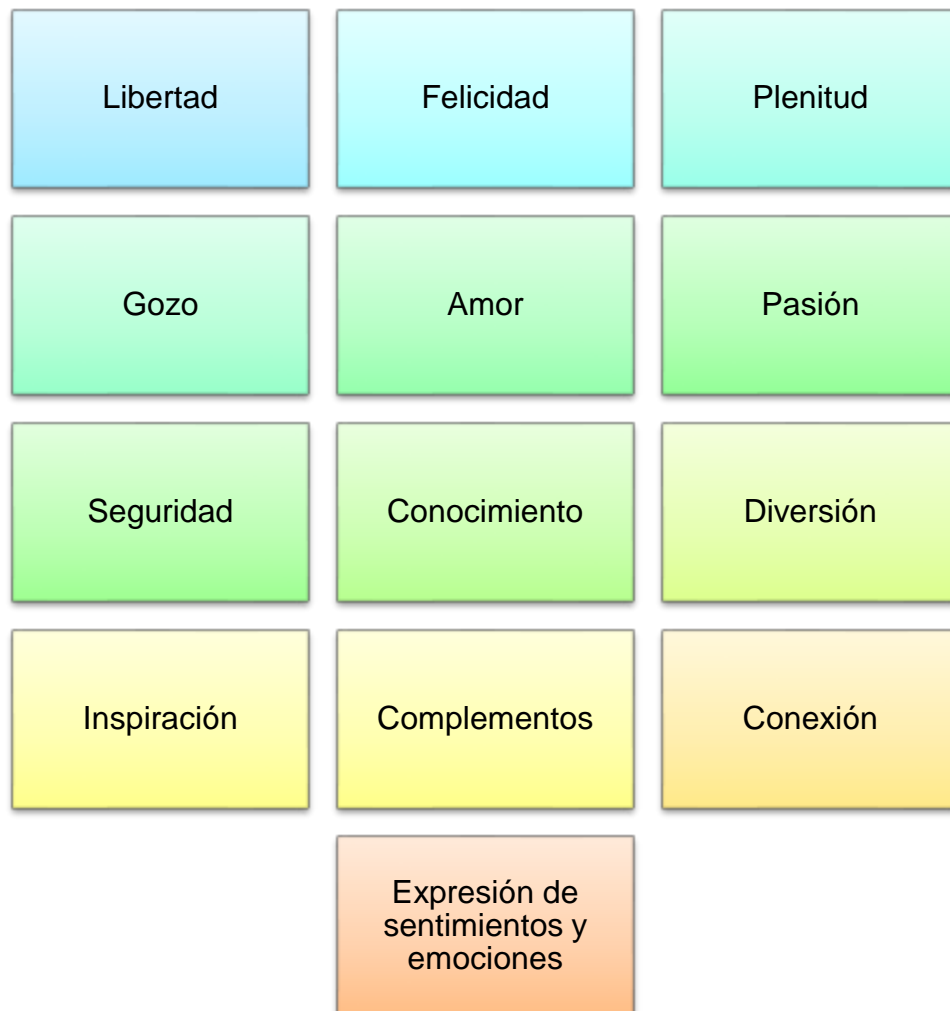 Libertad
Felicidad
Plenitud
Gozo
Amor
Pasión
Seguridad
Conocimiento
Diversión
Inspiración
Complementos
Conexión
Expresión de
sentimientos y
emociones